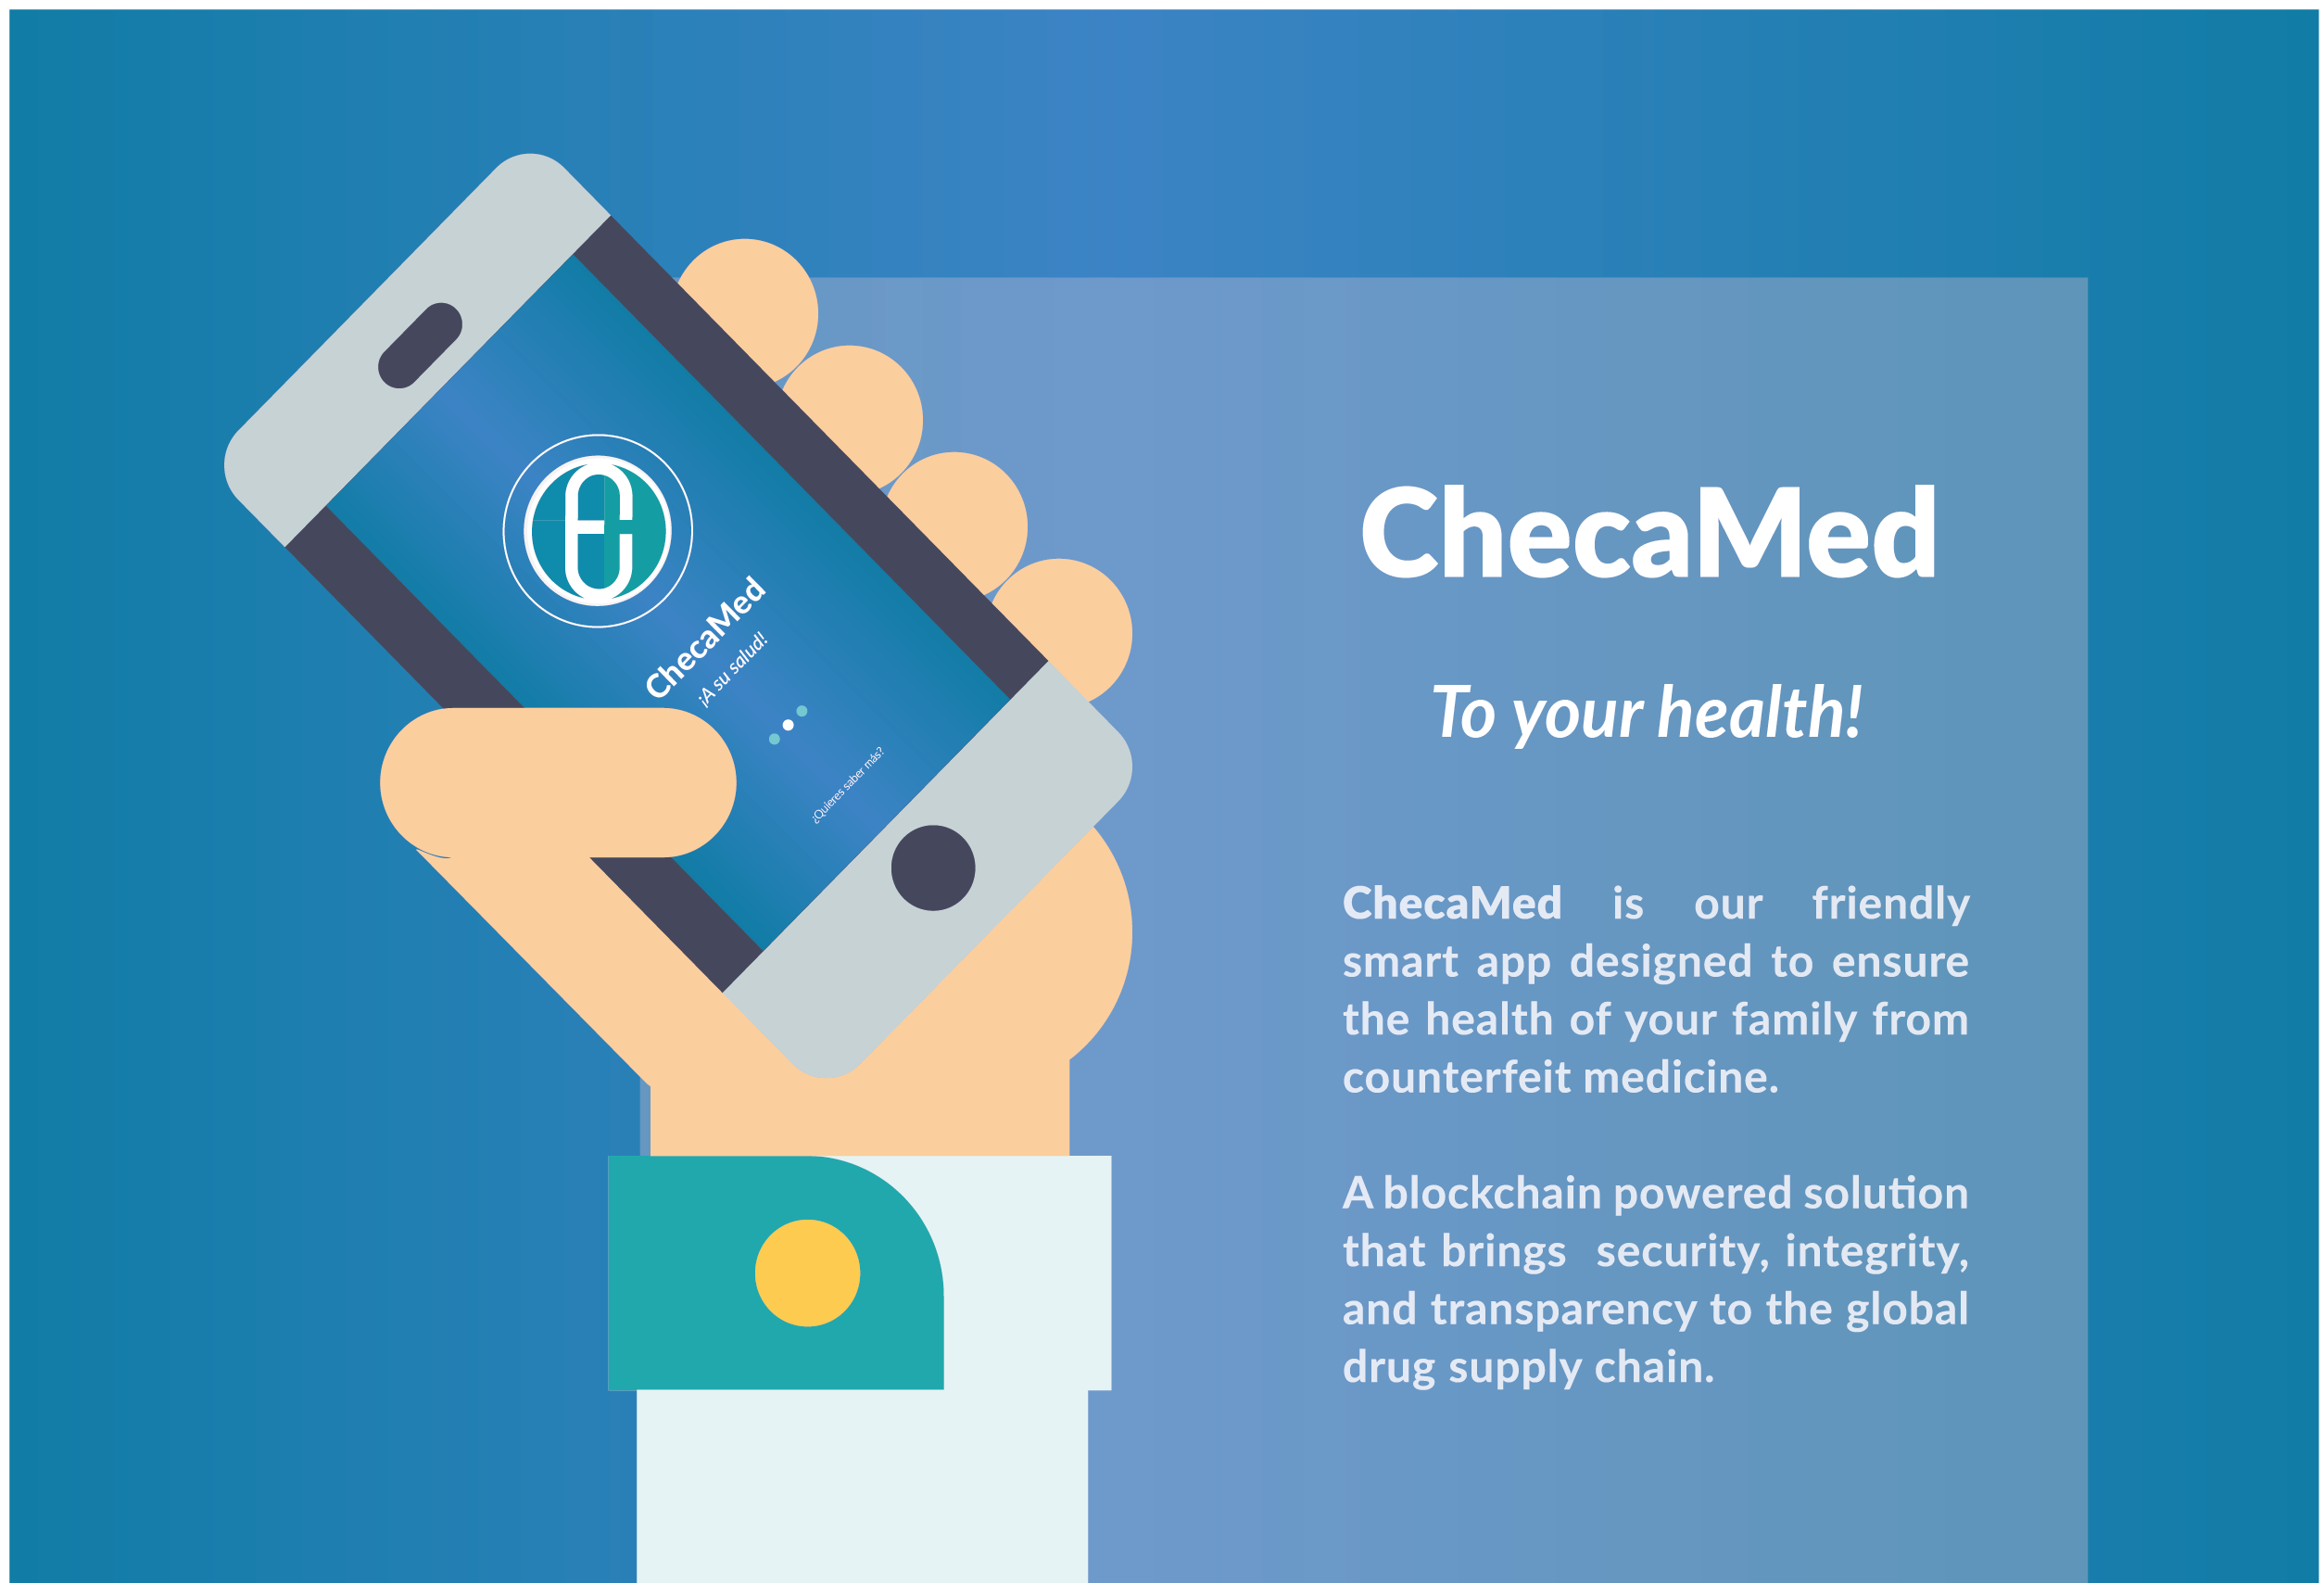 ChecaMed
¡A su salud!
¿Quieres saber más?
ChecaMed
To your health!
ChecaMed is our friendly
smart app designed to ensure
the health of your family from
counterfeit medicine.
A blockchain powered solution
that brings security, integrity,
and transparency to the global
drug supply chain.